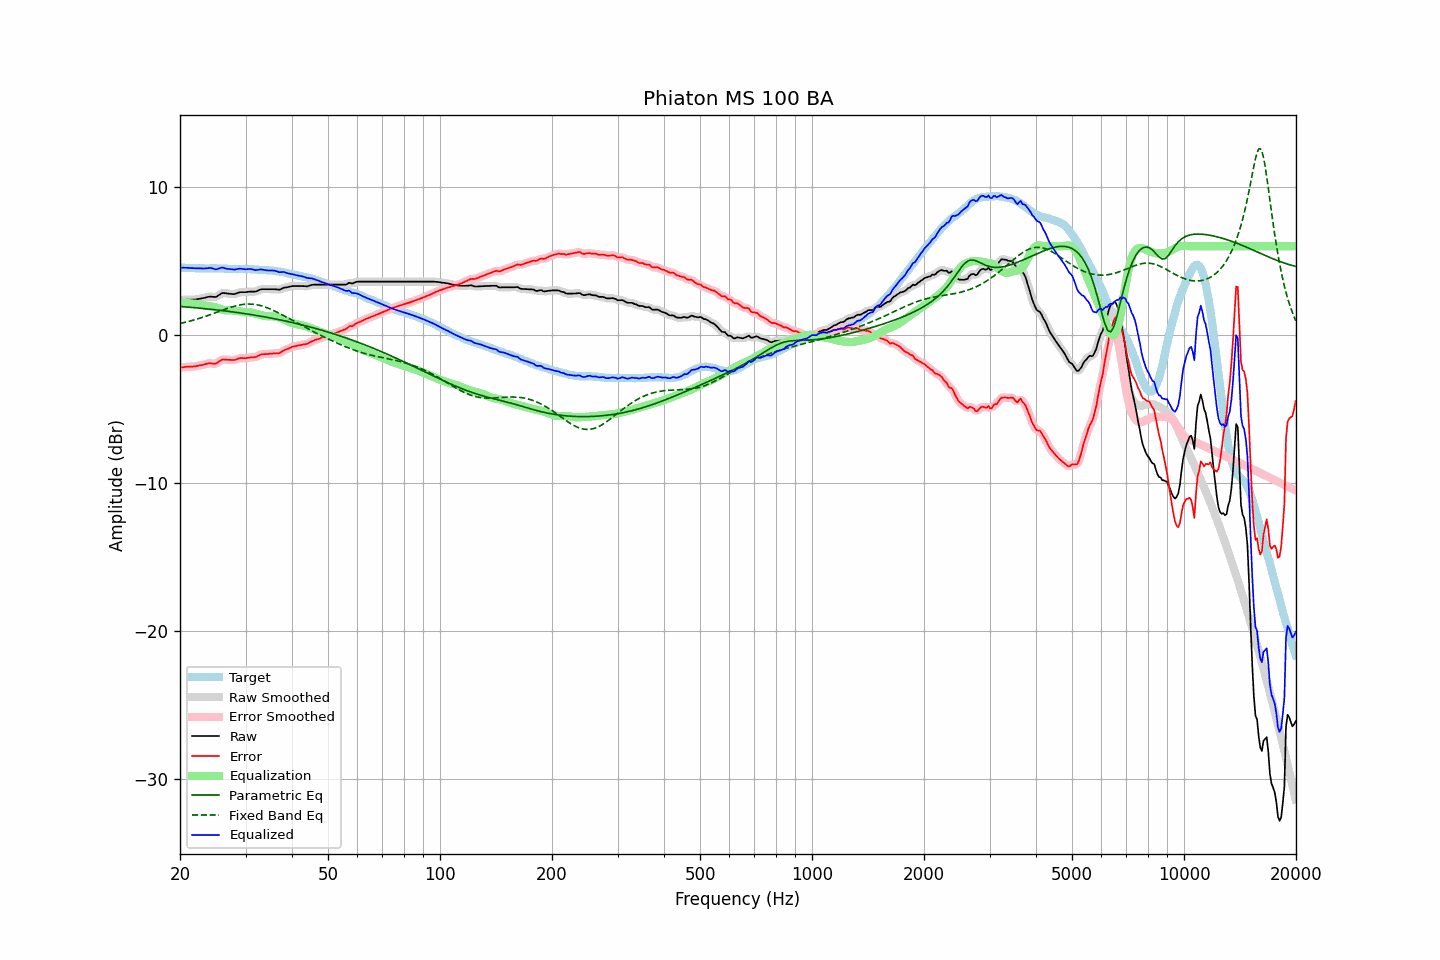 Phiaton MS 100 BA
Amplitude (dBr)
10
0
−10
−20
−30
Target
Raw Smoothed
Error Smoothed
Raw
Error
Equalization
Parametric Eq
Fixed Band Eq
Equalized
20 50 100 200 500 1000 2000 5000 10000 20000
Frequency (Hz)